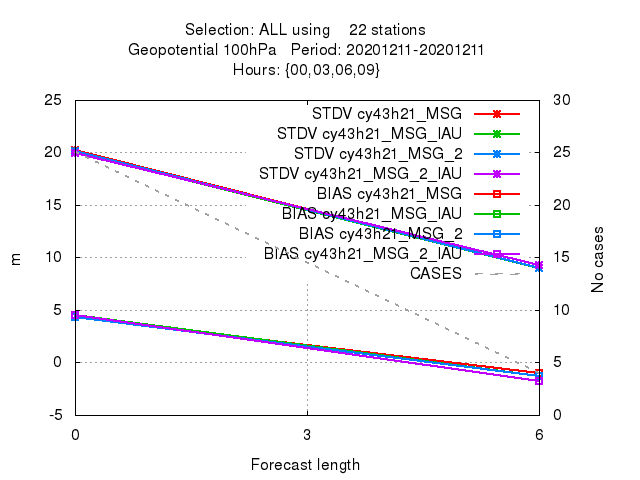 Selection: ALL using 22 stations
Geopotential 100hPa Period: 20201211-20201211
Hours: {00,03,06,09}
25 30
STDV cy43h21_MSG
STDV cy43h21_MSG_IAU
20 STDV cy43h21_MSG_2 25
STDV cy43h21_MSG_2_IAU
BIAS cy43h21_MSG
15 20
BIAS cy43h21_MSG_IAU
BIAS cy43h21_MSG_2
10 BIAS cy43h21_MSG_2_IAU 15
CASES
m
No cases
5 10
0 5
-5 0
0 3 6
Forecast length